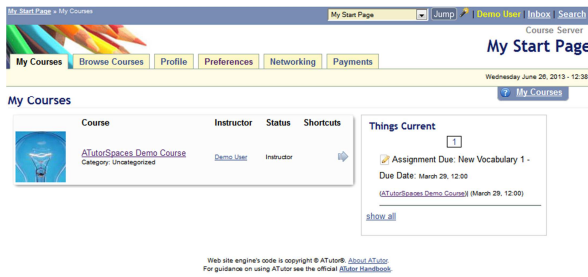 My Start Page » My Courses
My Start Page Jump Demo User | Inbox | Search
Course Server
My Start Page
My Courses Browse Courses Profile Preferences Networking Payments
Wednesday June 26, 2013 - 12:38
? My Courses
My Courses
Course Instructor Status Shortcuts
ATutorSpaces Demo Course Demo User Instructor
Category: Uncategorized
Things Current
1
Assignment Due: New Vocabulary 1 -
Due Date: March 29, 12:00
(ATutorSpaces Demo Course)| (March 29, 12:00)
show all
Web site engine's code is copyright © ATutor®. About ATutor.
For guidance on using ATutor see the official ATutor Handbook.